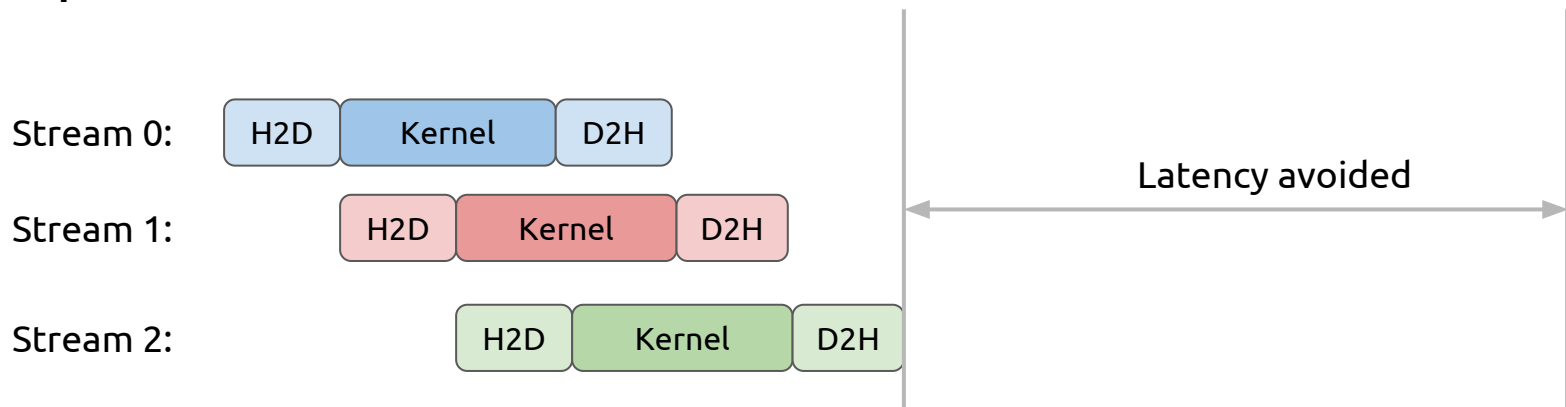 Stream 0:
H2D
Kernel
D2H
Latency avoided
Stream 1:
H2D
Kernel
D2H
Stream 2:
H2D
Kernel
D2H